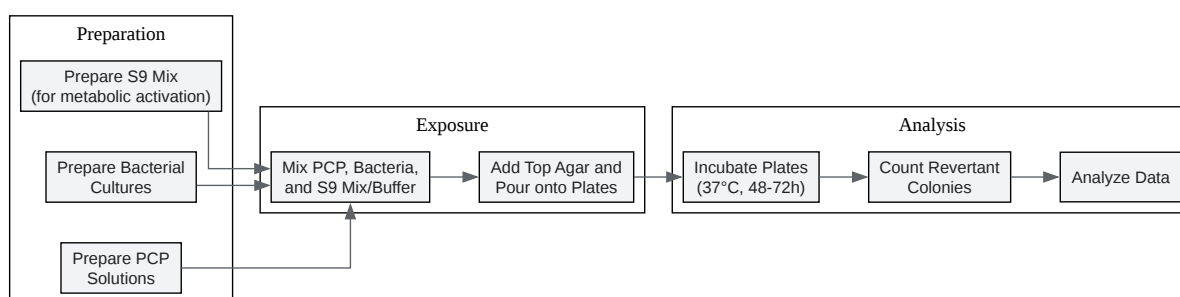 Preparation
Prepare S9 Mix
(for metabolic activation)
Prepare Bacterial
Cultures
Prepare PCP
Solutions
Exposure
Mix PCP, Bacteria,
and S9 Mix/Buffer
Add Top Agar and
Pour onto Plates
Analysis
Incubate Plates
(37°C, 48-72h)
Count Revertant
Colonies
Analyze Data